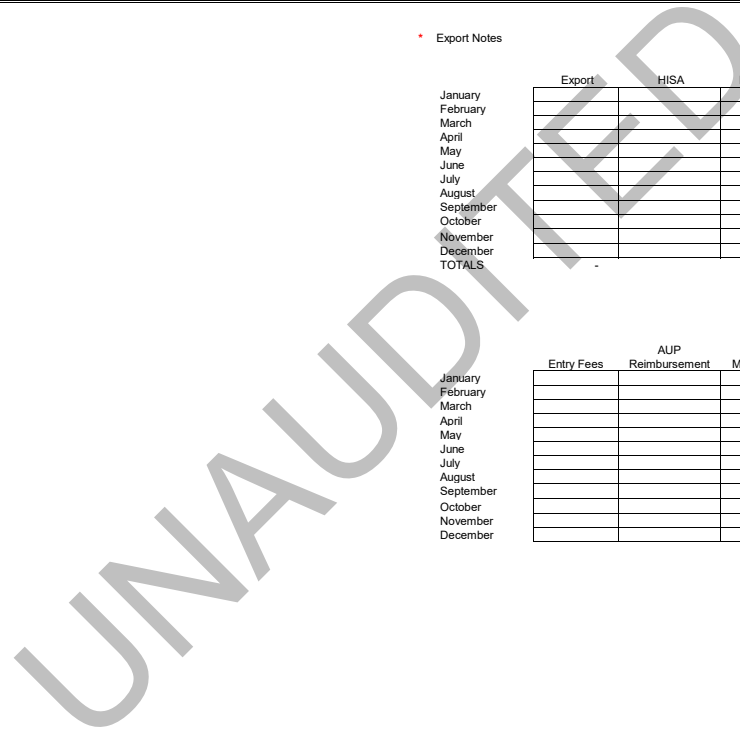 * Export Notes
Export HISA
January
February
March
April
May
June
July
August
September
October
November
December
TOTALS -
AUP
Entry Fees Reimbursement M
January
February
March
April
May
June
July
August
September
October
November
December
UNAUDITED